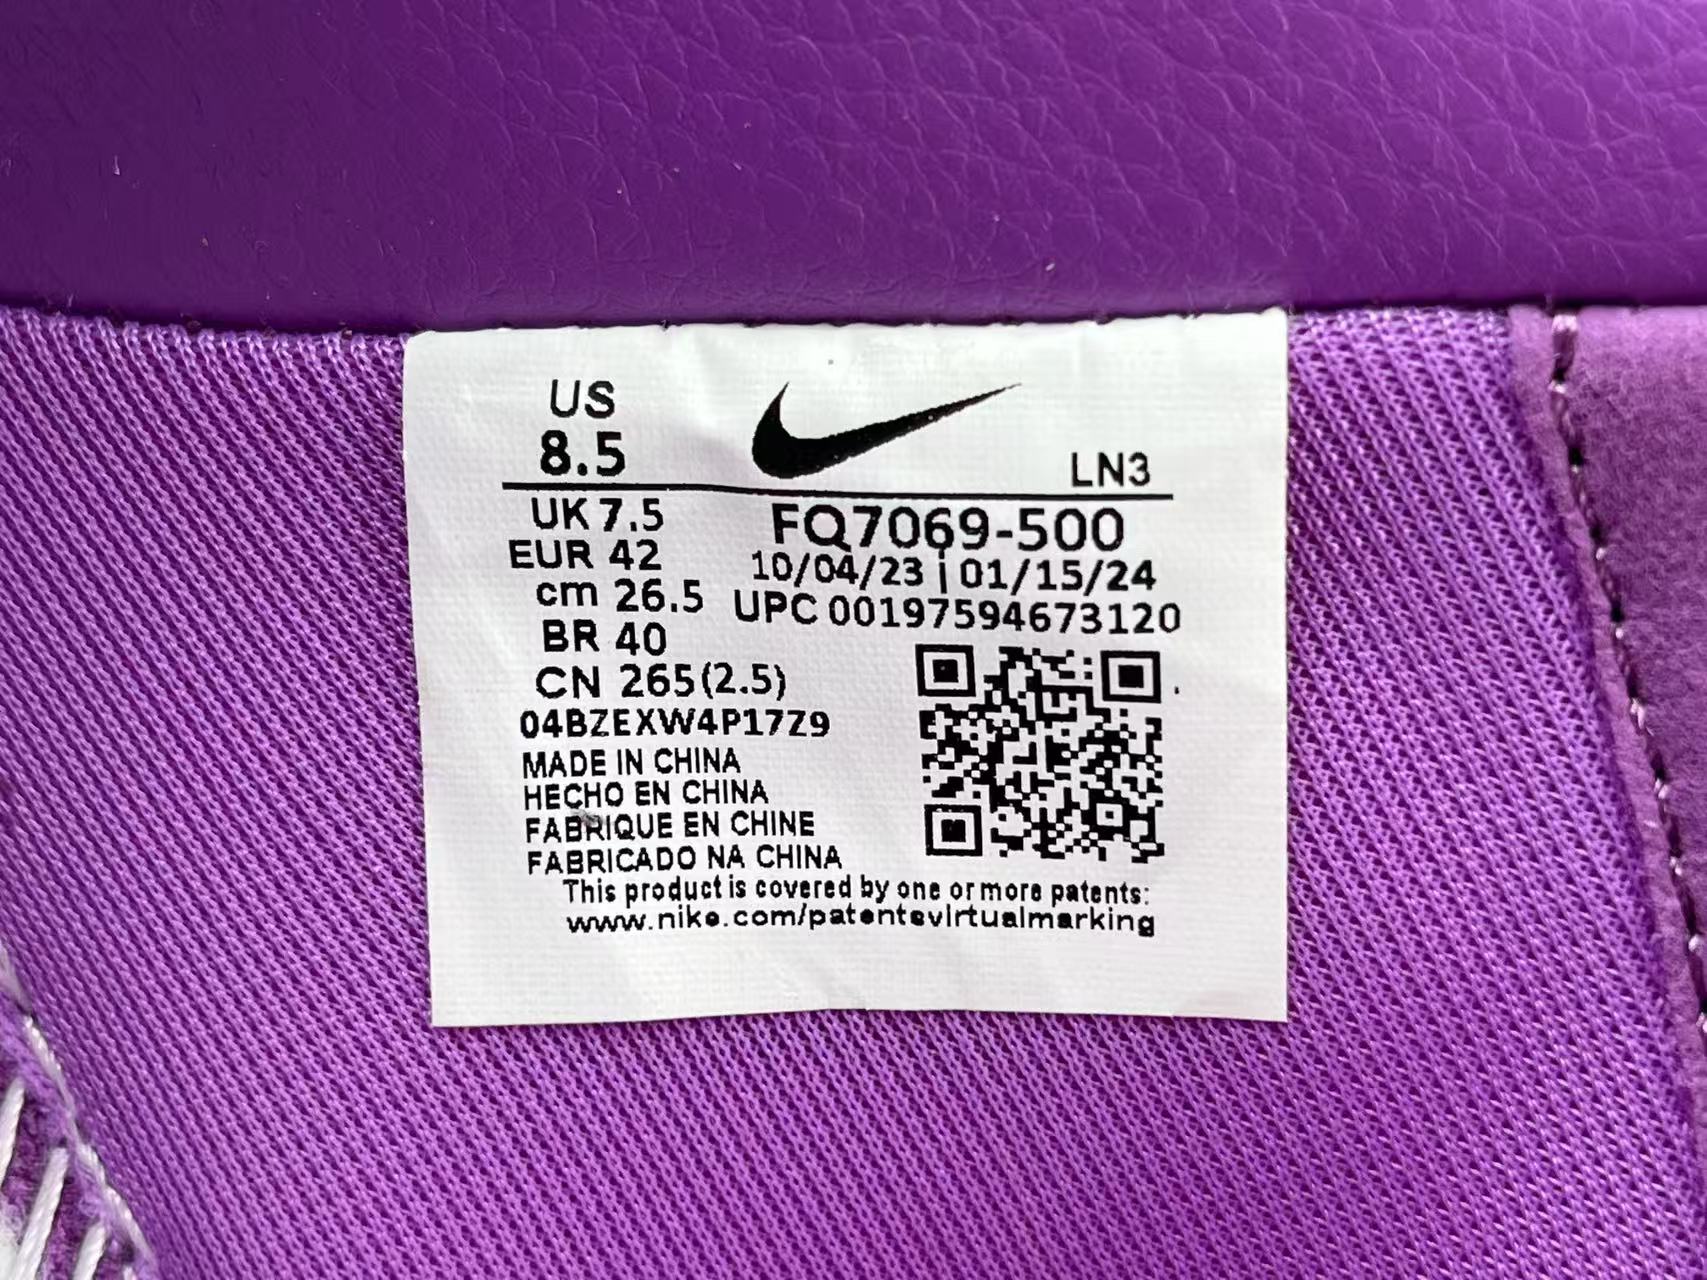 US
8.5
LN3
UK 7.5
EUR 42
cm 26.5
BR 40
CN 265(2.5)
04BZEXW4P17Z9
FQ7069-500
10/04/23 | 01/15/24
UPC 00197594673120
MADE IN CHINA
HECHO EN CHINA
FABRIQUE EN CHINE
FABRICADO NA CHINA
This product is covered by one or more patents:
www.nike.com/patentsvirtualmarking